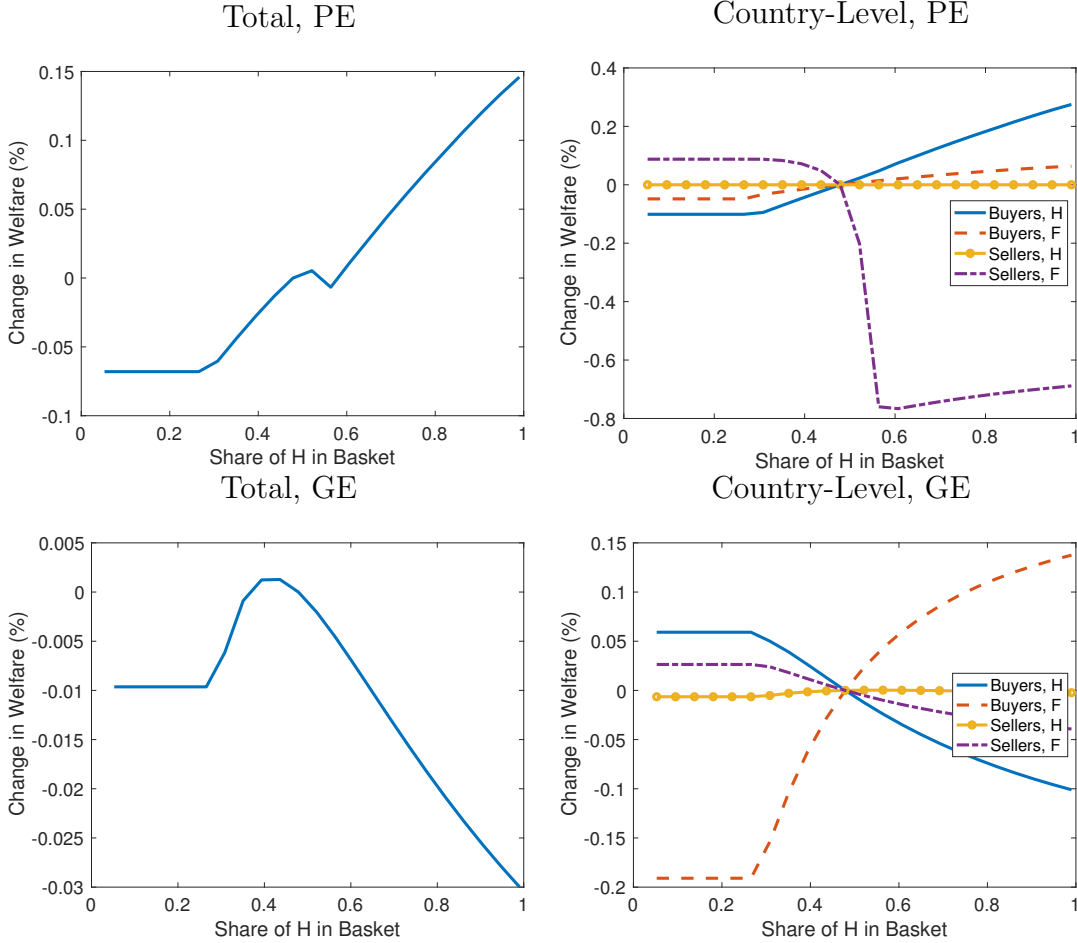 Total, PE
0.15
0.1
0.05
0
-0.05
-0.1
Change in Welfare (%)
0
0.2
0.4
0.6
0.8
1
Share of H in Basket
Country-Level, PE
0.4
0.2
0
-0.2
-0.4
-0.6
-0.8
Change in Welfare (%)
Buyers, H
Buyers, F
Sellers, H
Sellers, F
0
0.2
0.4
0.6
0.8
1
Share of H in Basket
Total, GE
0.005
0
-0.005
-0.01
-0.015
-0.02
-0.025
-0.03
Change in Welfare (%)
0
0.2
0.4
0.6
0.8
1
Share of H in Basket
Country-Level, GE
0.15
0.1
0.05
0
-0.05
-0.1
-0.15
-0.2
Change in Welfare (%)
Buyers, H
Buyers, F
Sellers, H
Sellers, F
0
0.2
0.4
0.6
0.8
1
Share of H in Basket